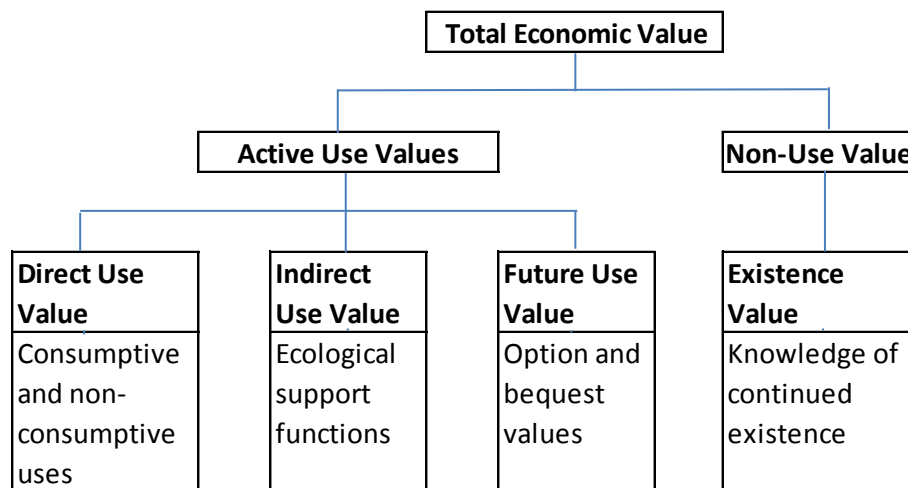 Total Economic Value
Active Use Values
Non-Use Value
Direct Use
Value
Consumptive
and non-
consumptive
uses
Indirect
Use Value
Ecological
support
functions
Future Use
Value
Option and
bequest
values
Existence
Value
Knowledge of
continued
existence